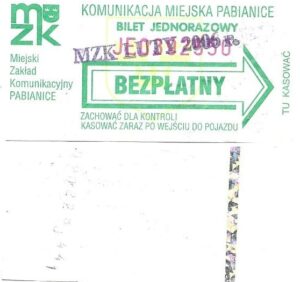 MZK
KOMUNIKACJA MIEJSKA PABIANICE
BILET JEDNORAZOWY
MZK LUTY 2006 r.
Miejski
Zakład
Komunikacyjny
PABIANICE
BEZPŁATNY
TU KASOWAĆ
ZACHOWAĆ DLA KONTROLI
KASOWAĆ ZARAZ PO WEJŚCIU DO POJAZDU